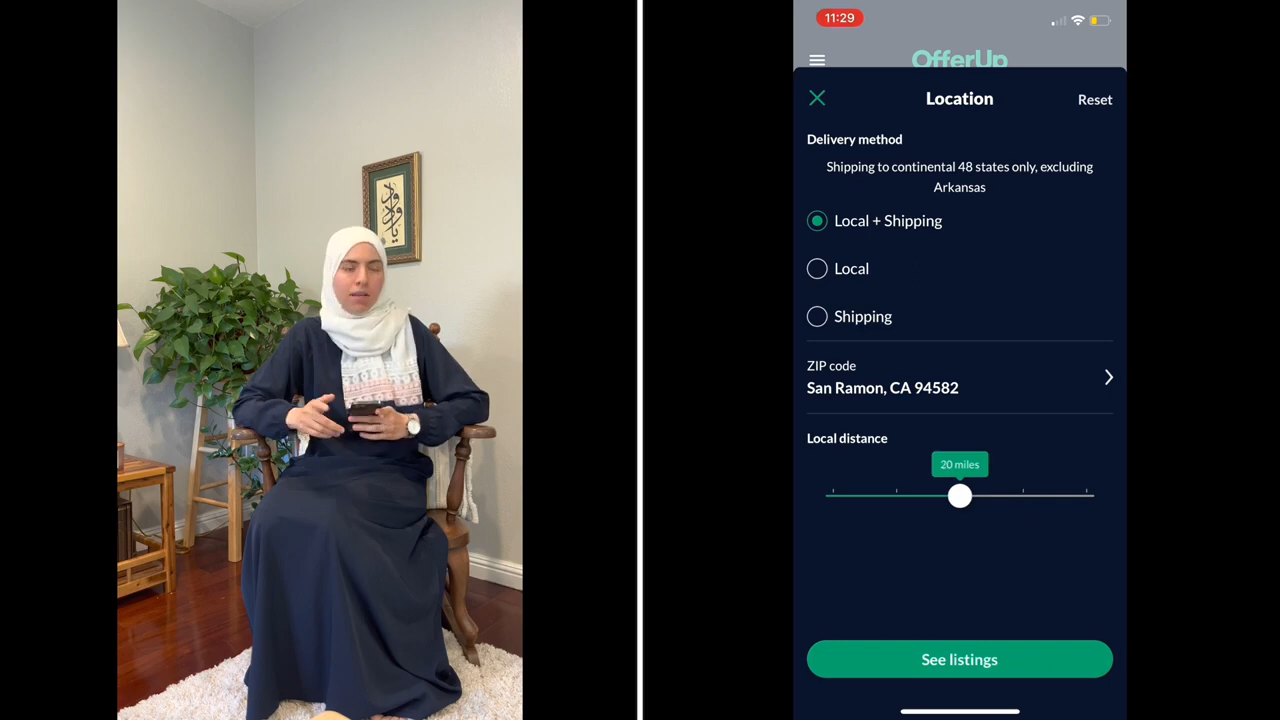 11:29
OfferUp
Location
Reset
Delivery method
Shipping to continental 48 states only, excluding
Arkansas
Local + Shipping
Local
Shipping
ZIP code
San Ramon, CA 94582
Local distance
20 miles
See listings